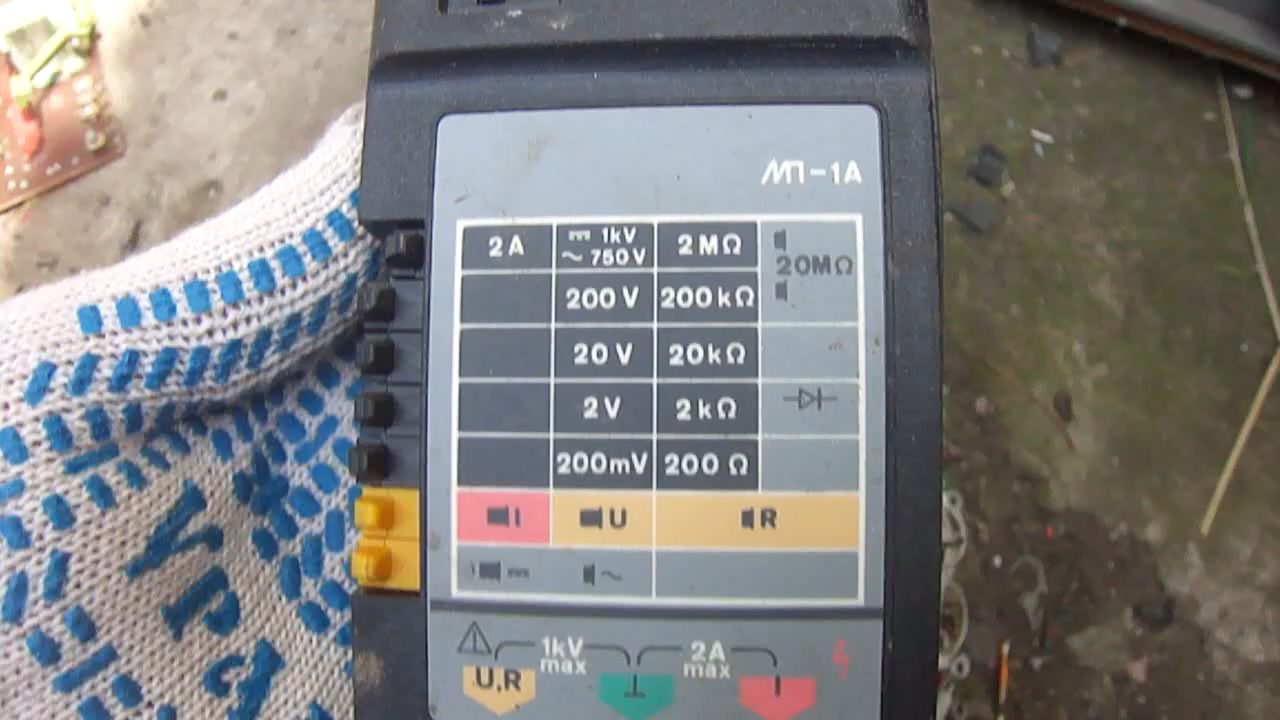 МП-1А
2A
⎓ 1kV
~ 750V
2MΩ
20MΩ
200V
200kΩ
20V
20kΩ
2V
2kΩ
200mV
200Ω
I
U
R
⎓
~
1kV
max
2A
max
U,R
⊥
I